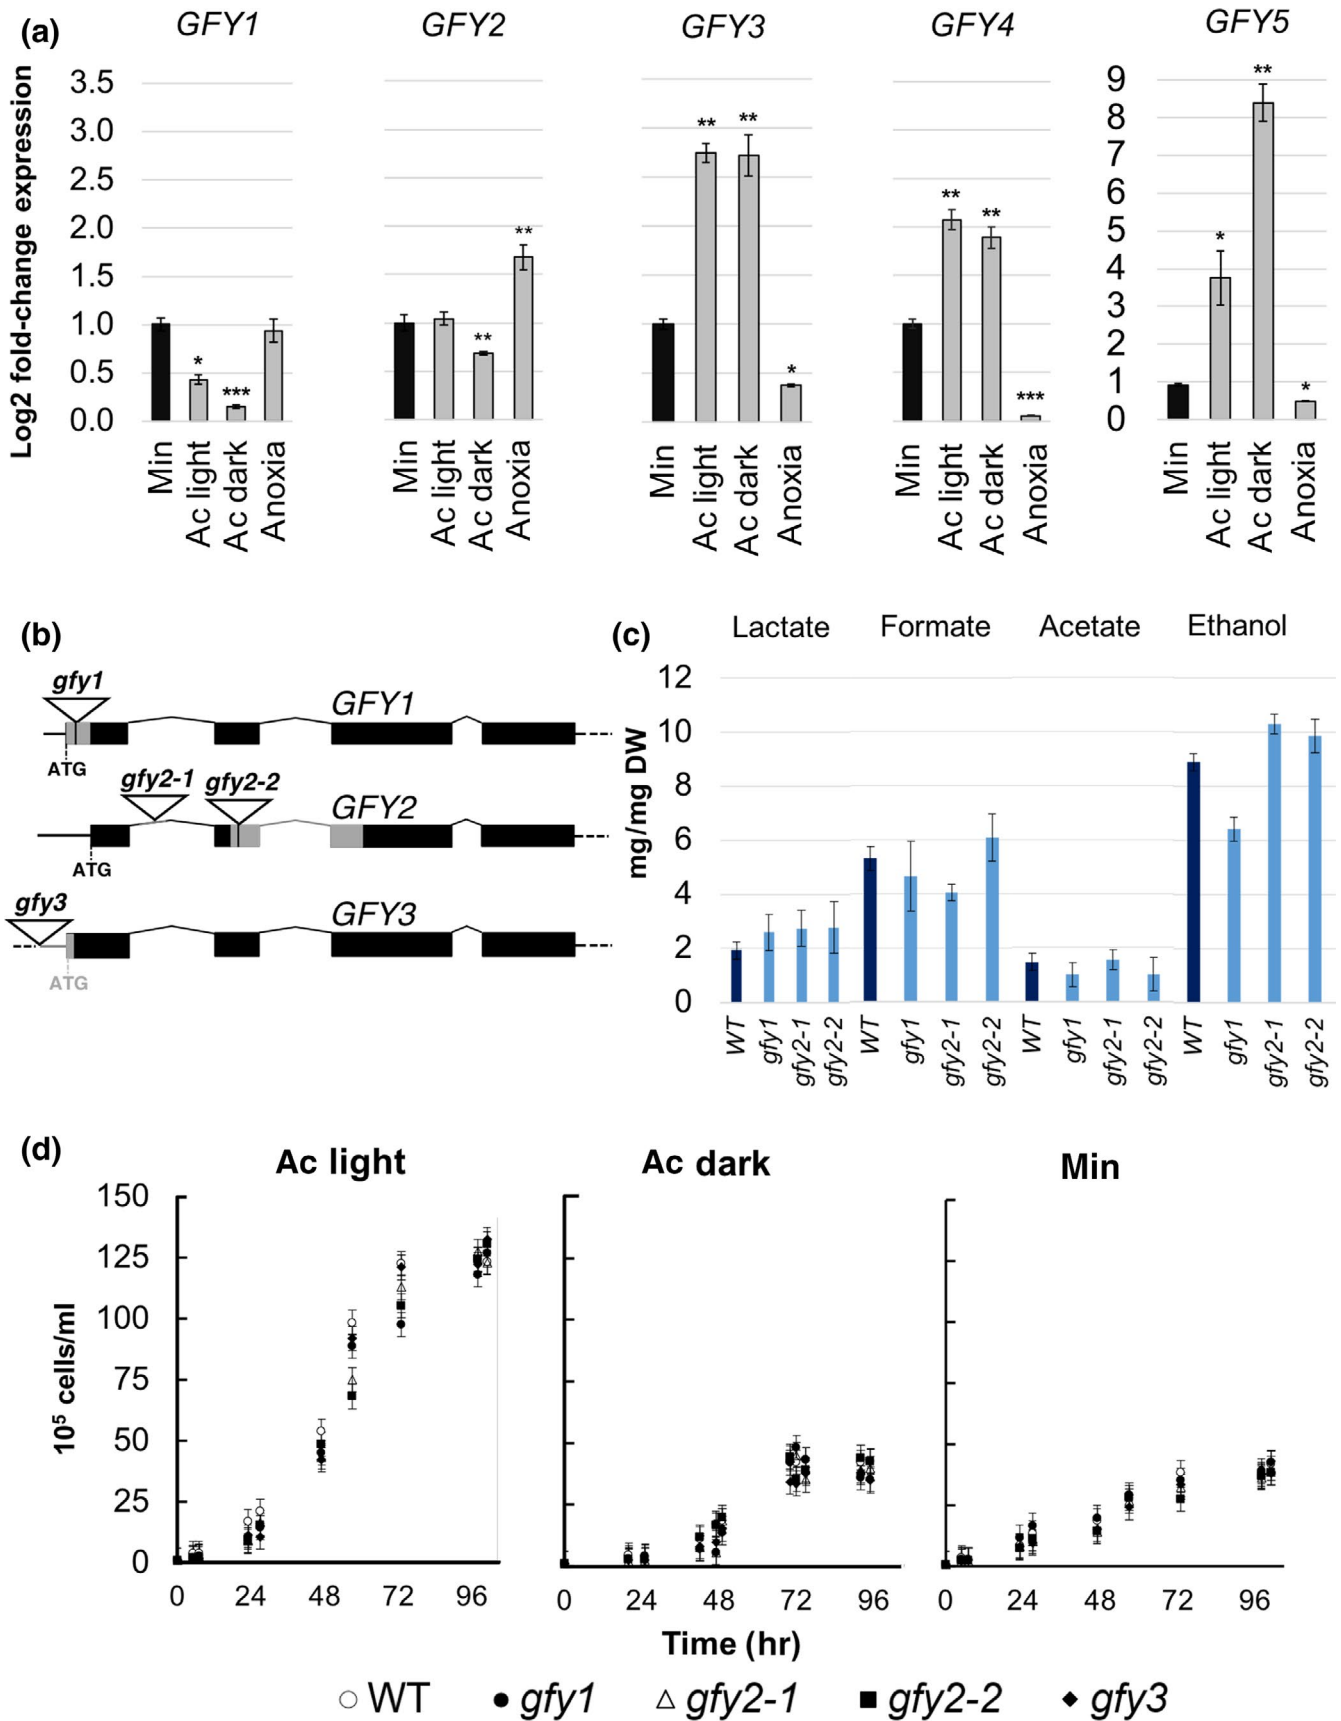 (a) GFY1 GFY2 GFY3 GFY4 GFY5
Log2 fold-change expression
3.5
3.0
2.5
2.0
1.5
1.0
0.5
0.0
* ***
** **
** ** *
** ** ***
* ** *
9
8
7
6
5
4
3
2
1
0
Min Ac light Ac dark Anoxia
Min Ac light Ac dark Anoxia
Min Ac light Ac dark Anoxia
Min Ac light Ac dark Anoxia
Min Ac light Ac dark Anoxia
(b)
gfy1
GFY1
ATG
gfy2-1 gfy2-2
GFY2
ATG
gfy3
GFY3
ATG
(c)
Lactate Formate Acetate Ethanol
mg/mg DW
12
10
8
6
4
2
0
WT gfy1 gfy2-1 gfy2-2 WT gfy1 gfy2-1 gfy2-2 WT gfy1 gfy2-1 gfy2-2 WT gfy1 gfy2-1 gfy2-2
(d)
Ac light Ac dark Min
10⁵ cells/ml
150
125
100
75
50
25
0
0 24 48 72 96
0 24 48 72 96
0 24 48 72 96
Time (hr)
WT gfy1 gfy2-1 gfy2-2 gfy3